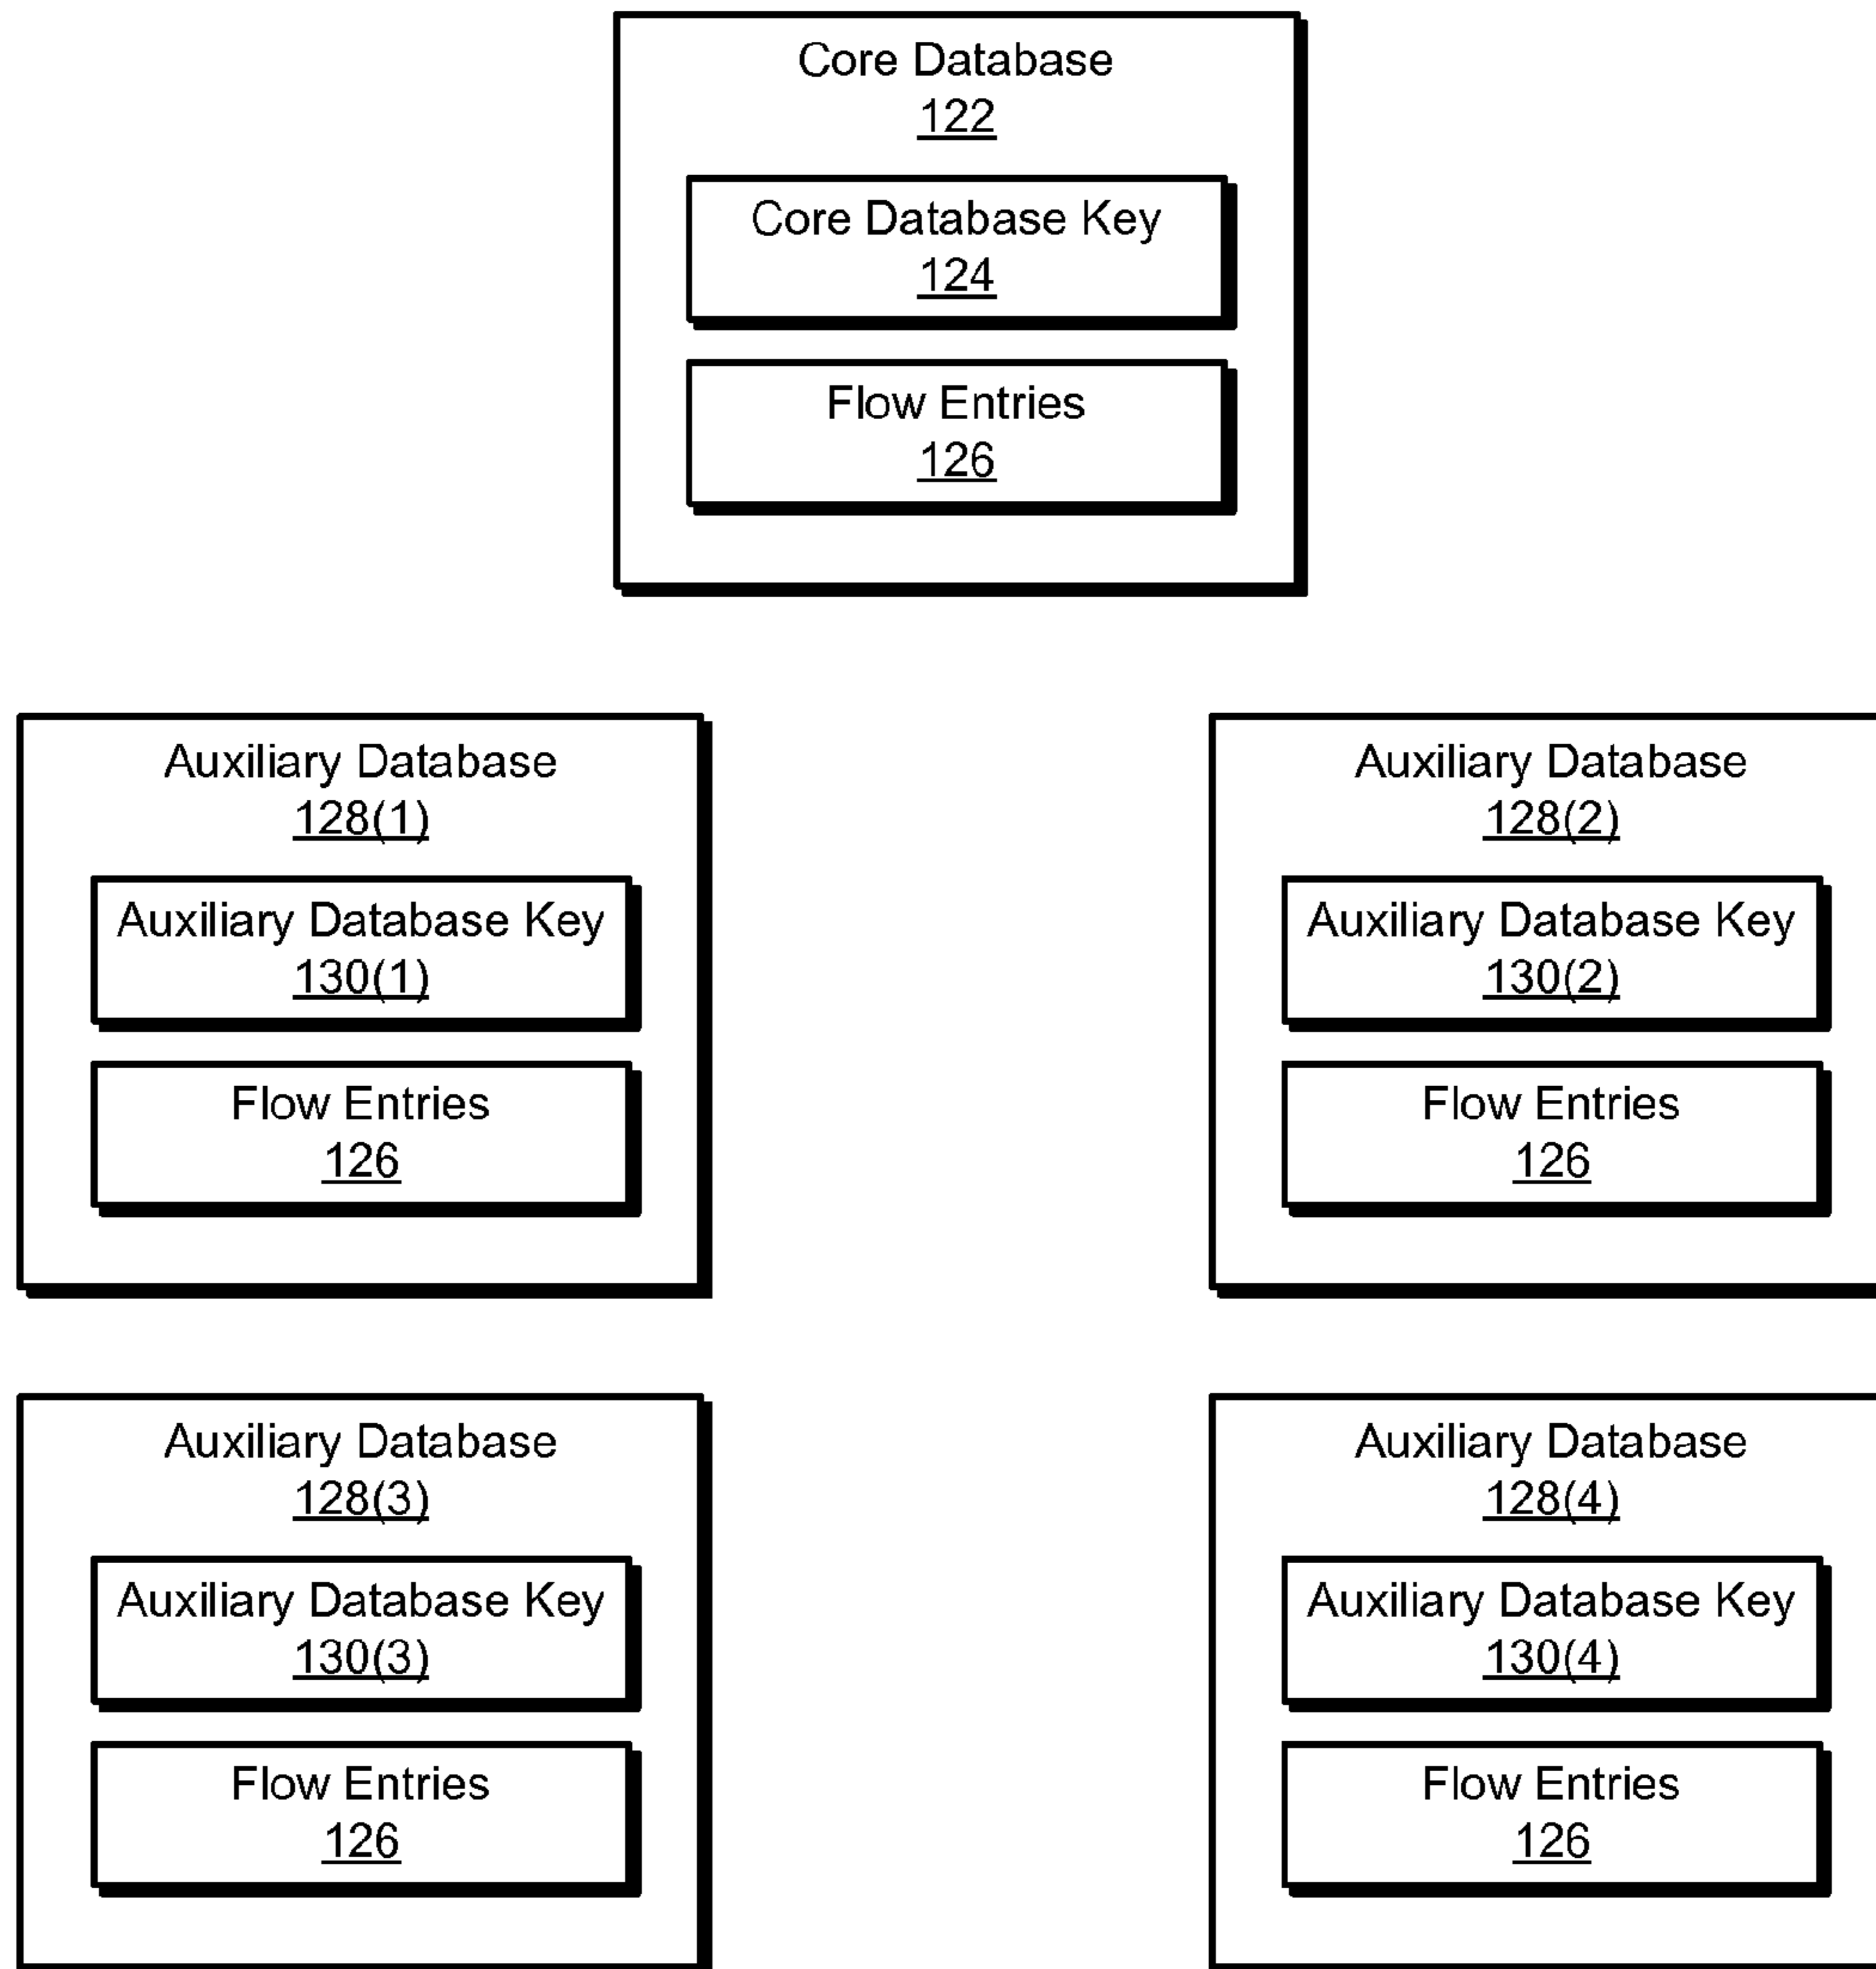 Core Database
122
Core Database Key
124
Flow Entries
126
Auxiliary Database
128(1)
Auxiliary Database Key
130(1)
Flow Entries
126
Auxiliary Database
128(2)
Auxiliary Database Key
130(2)
Flow Entries
126
Auxiliary Database
128(3)
Auxiliary Database Key
130(3)
Flow Entries
126
Auxiliary Database
128(4)
Auxiliary Database Key
130(4)
Flow Entries
126